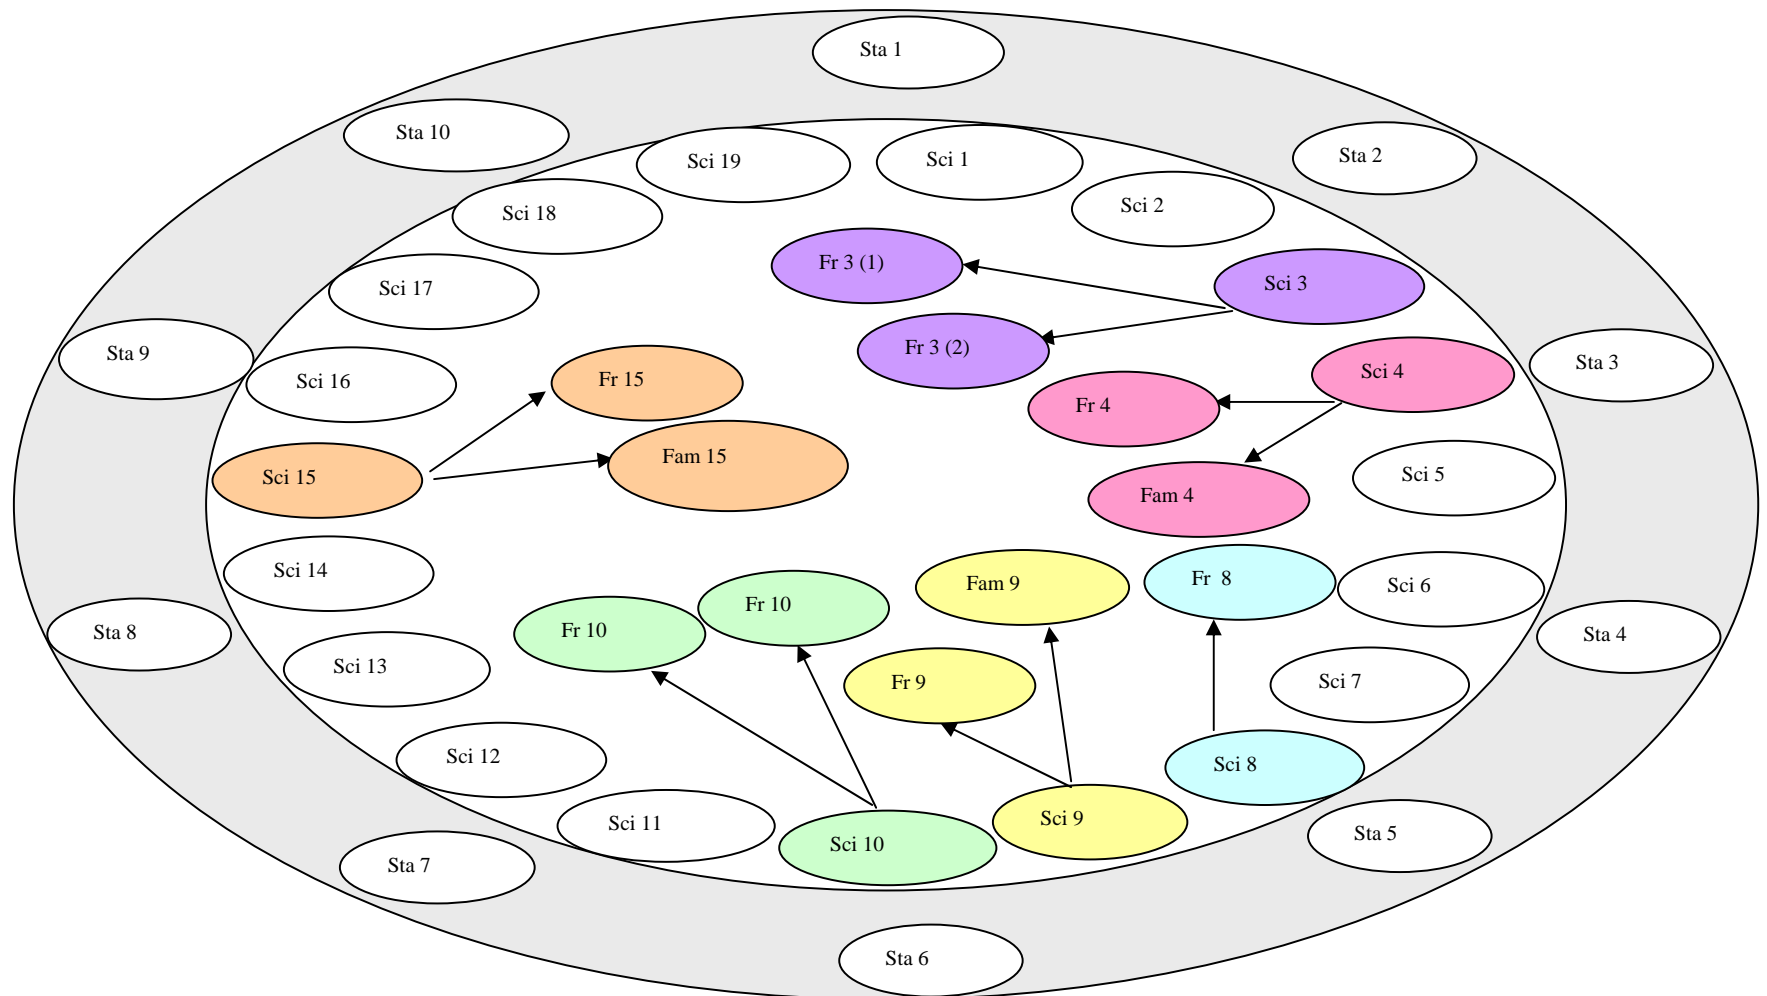 Sta 1
Sta 10
Sta 2
Sci 19
Sci 1
Sci 18
Sci 2
Fr 3 (1)
Sci 17
Sci 3
Fr 3 (2)
Sta 9
Sta 3
Sci 16
Fr 15
Sci 4
Fr 4
Fam 15
Sci 15
Sci 5
Fam 4
Sci 14
Fam 9
Fr  8
Sci 6
Fr 10
Fr 10
Sta 8
Sta 4
Sci 13
Fr 9
Sci 7
Sci 12
Sci 8
Sci 11
Sci 9
Sci 10
Sta 5
Sta 7
Sta 6